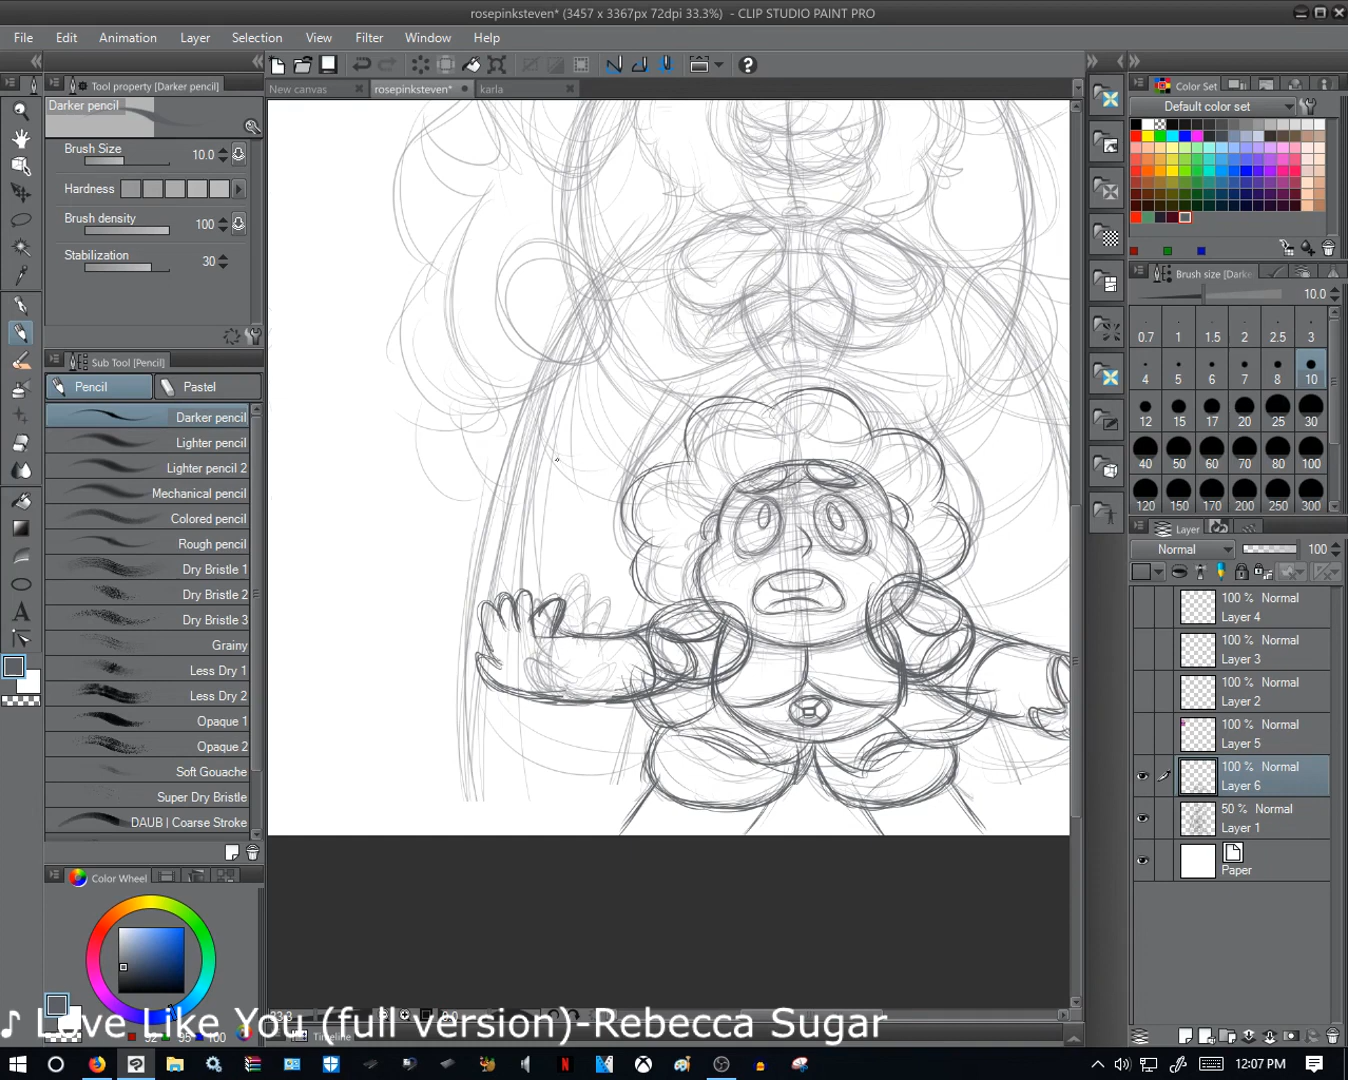 rosepinksteven* (3457 x 3367px 72dpi 33.3%) - CLIP STUDIO PAINT PRO
File Edit Animation Layer Selection View Filter Window Help
Tool property [Darker pencil]
New canvas rosepinksteven* karla
Color Set
Darker pencil
Default color set
Brush Size 10.0
Hardness
Brush density 100
Stabilization 30
Brush size [Darke
10.0
0.7 1 1.5 2 2.5 3
4 5 6 7 8 10
12 15 17 20 25 30
40 50 60 70 80 100
120 150 200 250 300
Sub Tool [Pencil]
Pencil Pastel
Darker pencil
Lighter pencil
Lighter pencil 2
Mechanical pencil
Colored pencil
Rough pencil
Dry Bristle 1
Dry Bristle 2
Dry Bristle 3
Grainy
Less Dry 1
Less Dry 2
Opaque 1
Opaque 2
Soft Gouache
Super Dry Bristle
DAUB | Coarse Stroke
Layer
Normal 100
100 % Normal
Layer 4
100 % Normal
Layer 3
100 % Normal
Layer 2
100 % Normal
Layer 5
100 % Normal
Layer 6
50 % Normal
Layer 1
Paper
Color Wheel
♪ Love Like You (full version)-Rebecca Sugar
Timeline
12:07 PM